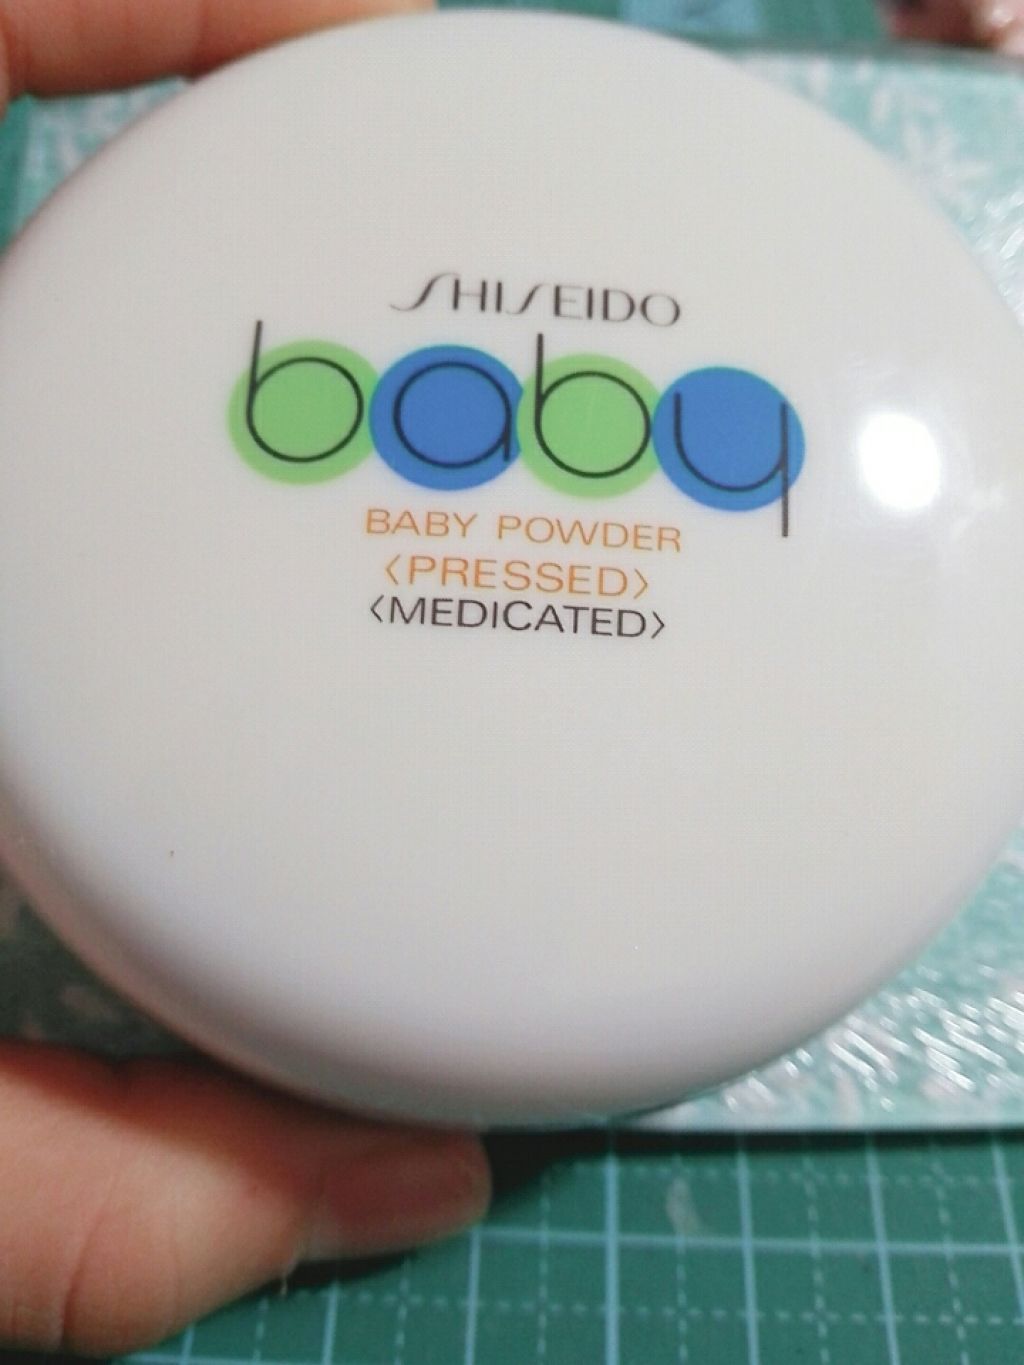 SHISEIDO
baby
BABY POWDER
〈PRESSED〉
〈MEDICATED〉